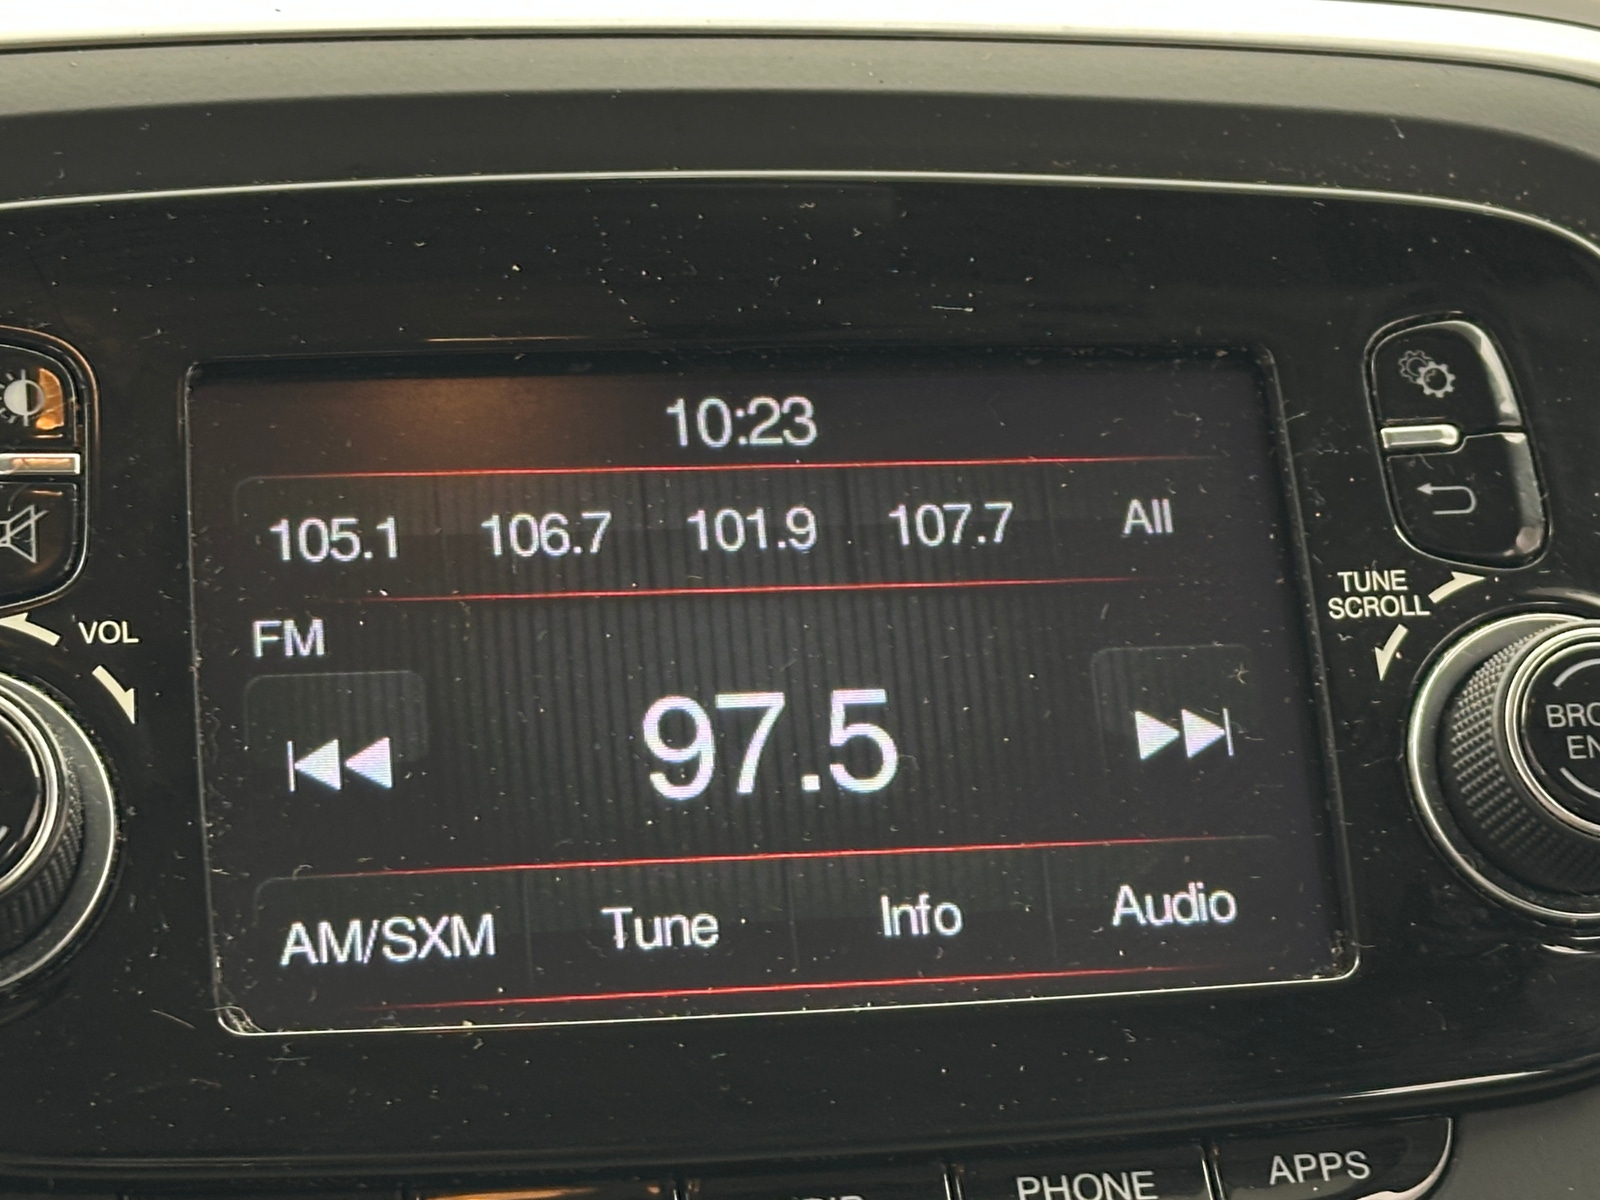 10:23
105.1 106.7 101.9 107.7 All
TUNE
SCROLL
VOL
FM
97.5
AM/SXM Tune Info Audio
PHONE APPS